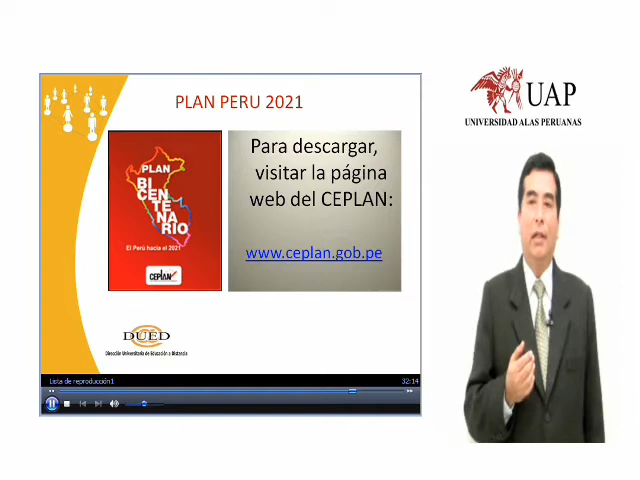 PLAN PERU 2021
PLAN
BI
CEN
TE
NA
RIO
El Perú hacia el 2021
CEPLAN
Para descargar,
visitar la página
web del CEPLAN:
www.ceplan.gob.pe
DUED
Dirección Universitaria de Educación a Distancia
Lista de reproducción1
32:14
UAP
UNIVERSIDAD ALAS PERUANAS